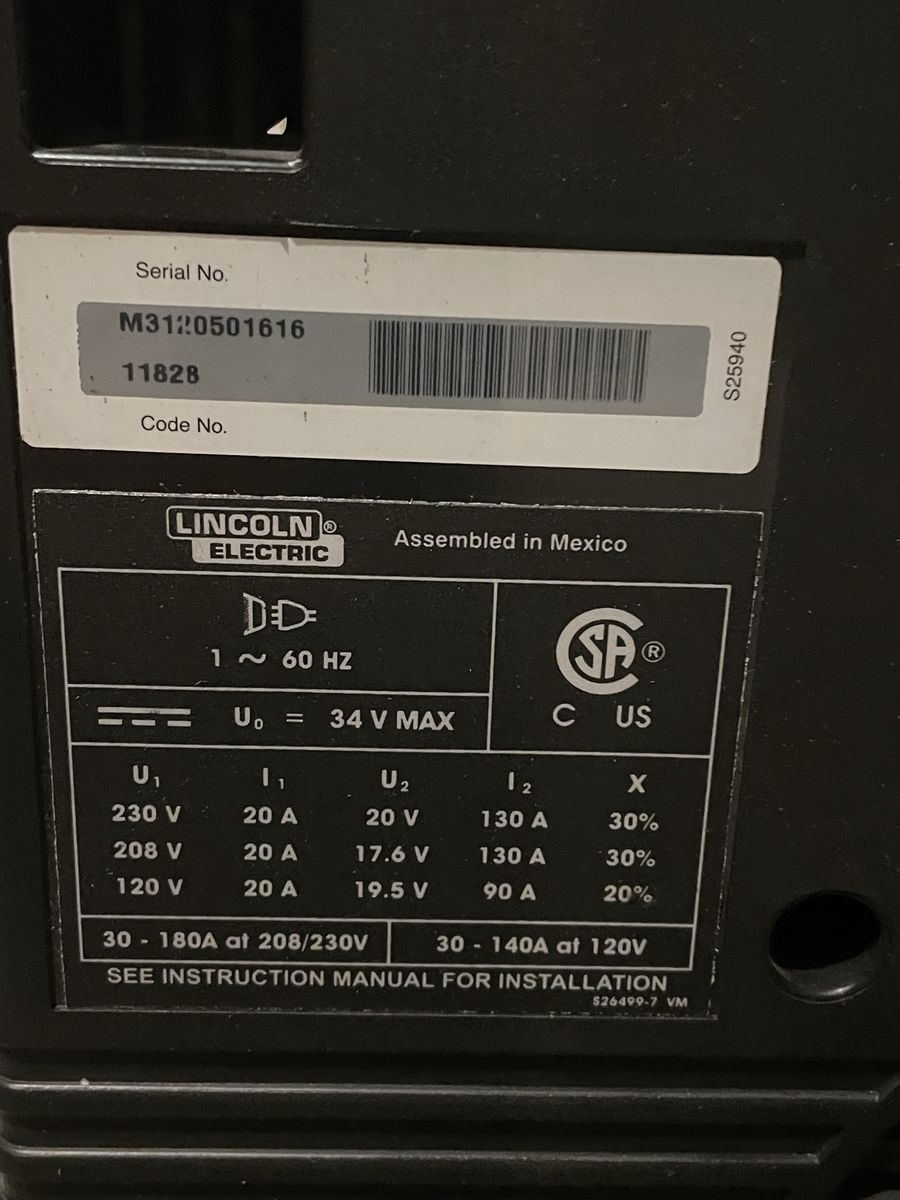 Serial No.
M3120501616
11828
S25940
Code No.
LINCOLN®
ELECTRIC
Assembled in Mexico
1 ~ 60 HZ
SA®
C US
U₀ = 34 V MAX
U₁ I₁ U₂ I₂ X
230 V 20 A 20 V 130 A 30%
208 V 20 A 17.6 V 130 A 30%
120 V 20 A 19.5 V 90 A 20%
30 - 180A at 208/230V 30 - 140A at 120V
SEE INSTRUCTION MANUAL FOR INSTALLATION
S26499-7 VM